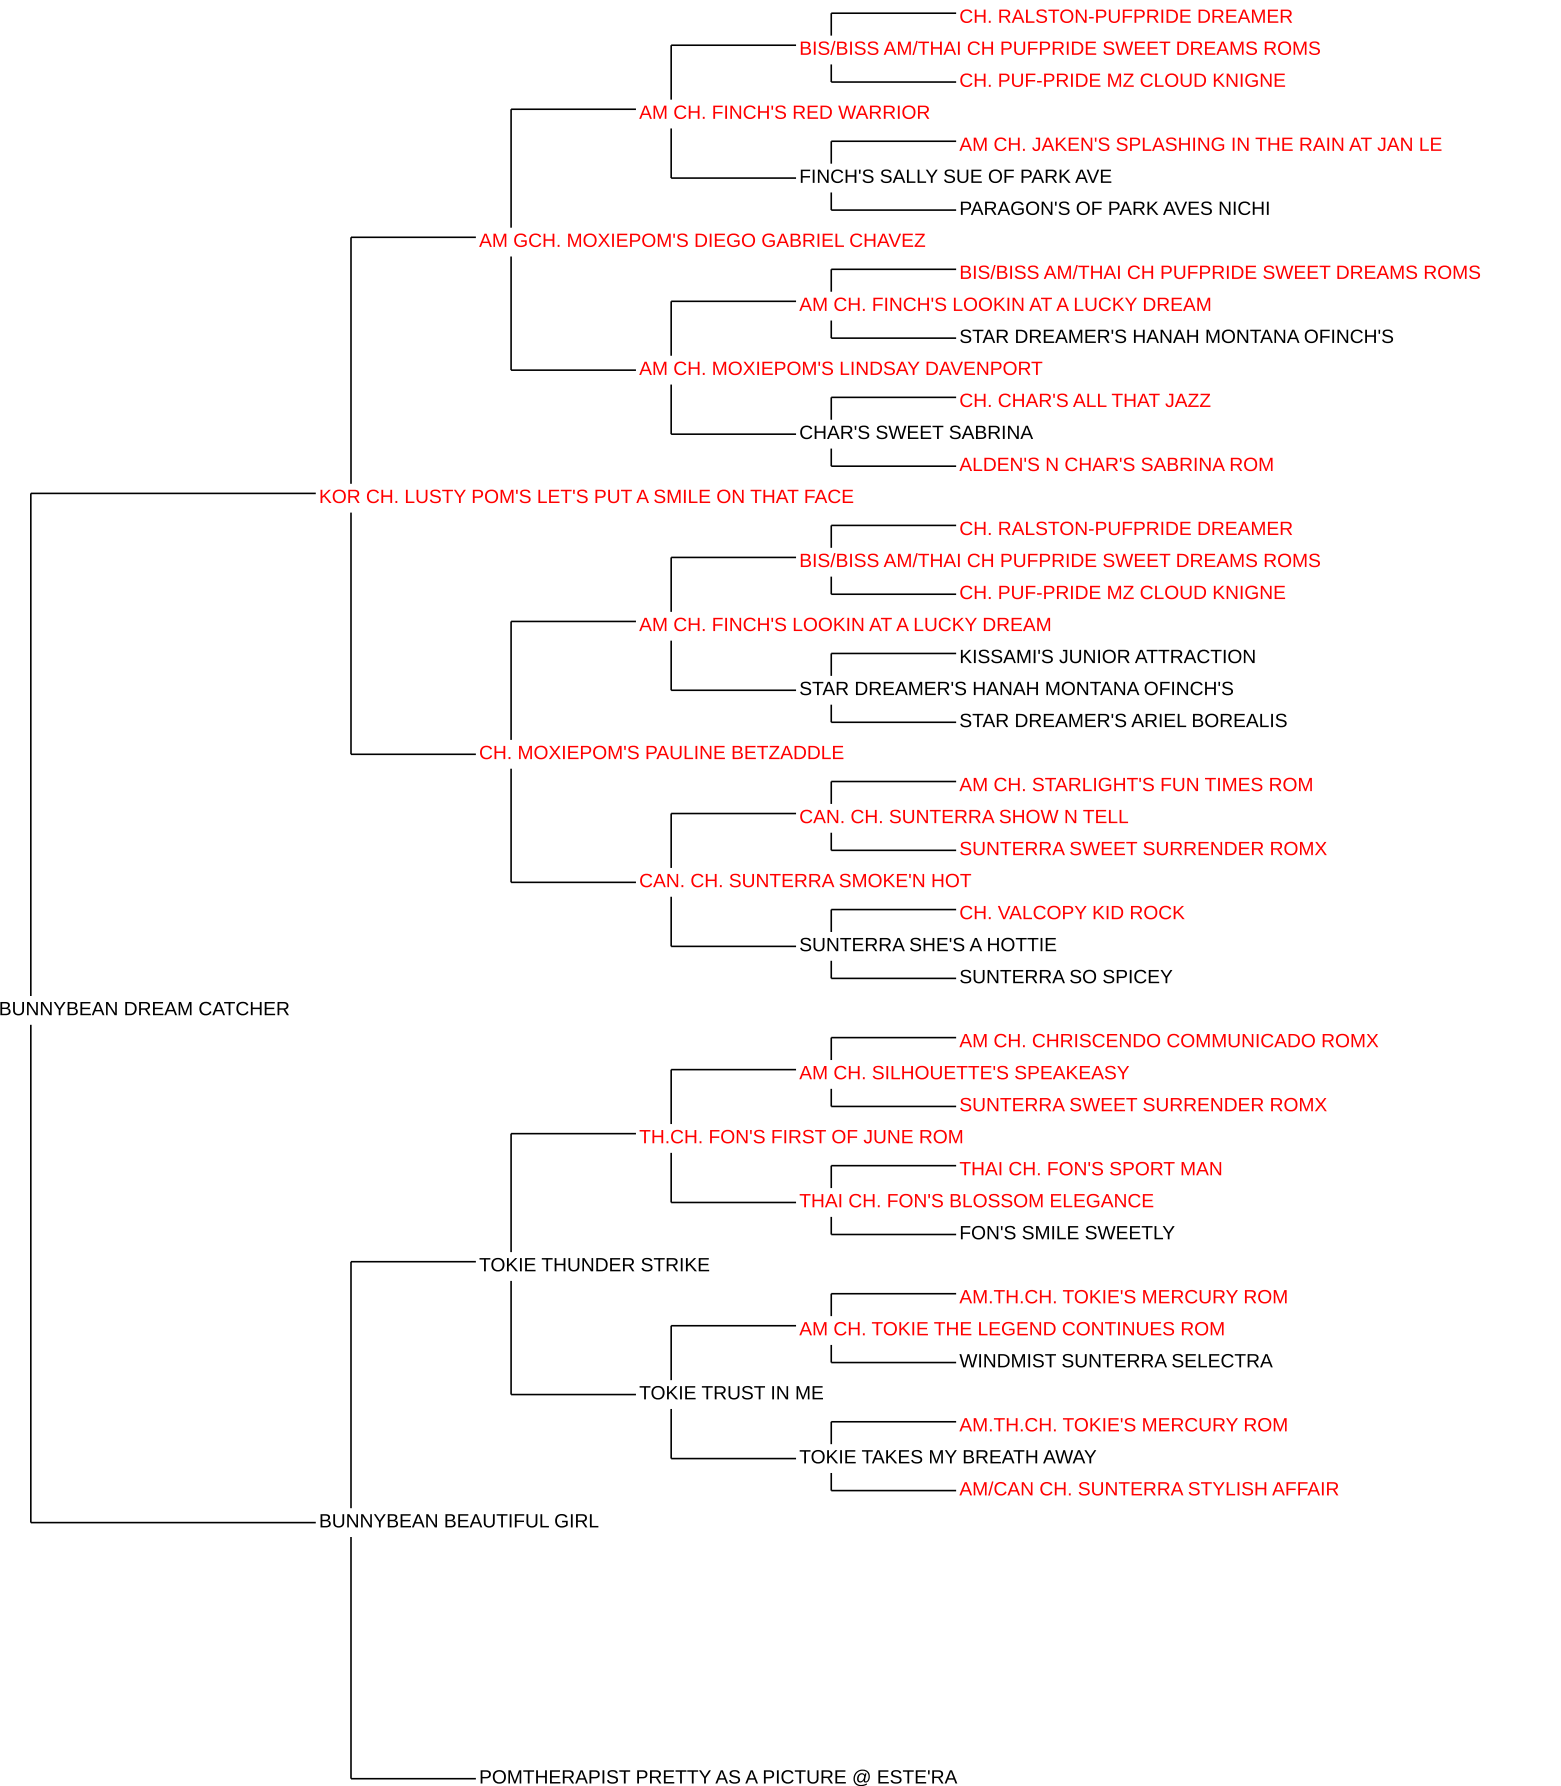 CH. RALSTON-PUFPRIDE DREAMER
BIS/BISS AM/THAI CH PUFPRIDE SWEET DREAMS ROMS
CH. PUF-PRIDE MZ CLOUD KNIGNE
AM CH. FINCH'S RED WARRIOR
AM CH. JAKEN'S SPLASHING IN THE RAIN AT JAN LE
FINCH'S SALLY SUE OF PARK AVE
PARAGON'S OF PARK AVES NICHI
AM GCH. MOXIEPOM'S DIEGO GABRIEL CHAVEZ
BIS/BISS AM/THAI CH PUFPRIDE SWEET DREAMS ROMS
AM CH. FINCH'S LOOKIN AT A LUCKY DREAM
STAR DREAMER'S HANAH MONTANA OFINCH'S
AM CH. MOXIEPOM'S LINDSAY DAVENPORT
CH. CHAR'S ALL THAT JAZZ
CHAR'S SWEET SABRINA
ALDEN'S N CHAR'S SABRINA ROM
KOR CH. LUSTY POM'S LET'S PUT A SMILE ON THAT FACE
CH. RALSTON-PUFPRIDE DREAMER
BIS/BISS AM/THAI CH PUFPRIDE SWEET DREAMS ROMS
CH. PUF-PRIDE MZ CLOUD KNIGNE
AM CH. FINCH'S LOOKIN AT A LUCKY DREAM
KISSAMI'S JUNIOR ATTRACTION
STAR DREAMER'S HANAH MONTANA OFINCH'S
STAR DREAMER'S ARIEL BOREALIS
CH. MOXIEPOM'S PAULINE BETZADDLE
AM CH. STARLIGHT'S FUN TIMES ROM
CAN. CH. SUNTERRA SHOW N TELL
SUNTERRA SWEET SURRENDER ROMX
CAN. CH. SUNTERRA SMOKE'N HOT
CH. VALCOPY KID ROCK
SUNTERRA SHE'S A HOTTIE
SUNTERRA SO SPICEY
BUNNYBEAN DREAM CATCHER
AM CH. CHRISCENDO COMMUNICADO ROMX
AM CH. SILHOUETTE'S SPEAKEASY
SUNTERRA SWEET SURRENDER ROMX
TH.CH. FON'S FIRST OF JUNE ROM
THAI CH. FON'S SPORT MAN
THAI CH. FON'S BLOSSOM ELEGANCE
FON'S SMILE SWEETLY
TOKIE THUNDER STRIKE
AM.TH.CH. TOKIE'S MERCURY ROM
AM CH. TOKIE THE LEGEND CONTINUES ROM
WINDMIST SUNTERRA SELECTRA
TOKIE TRUST IN ME
AM.TH.CH. TOKIE'S MERCURY ROM
TOKIE TAKES MY BREATH AWAY
AM/CAN CH. SUNTERRA STYLISH AFFAIR
BUNNYBEAN BEAUTIFUL GIRL
POMTHERAPIST PRETTY AS A PICTURE @ ESTE'RA